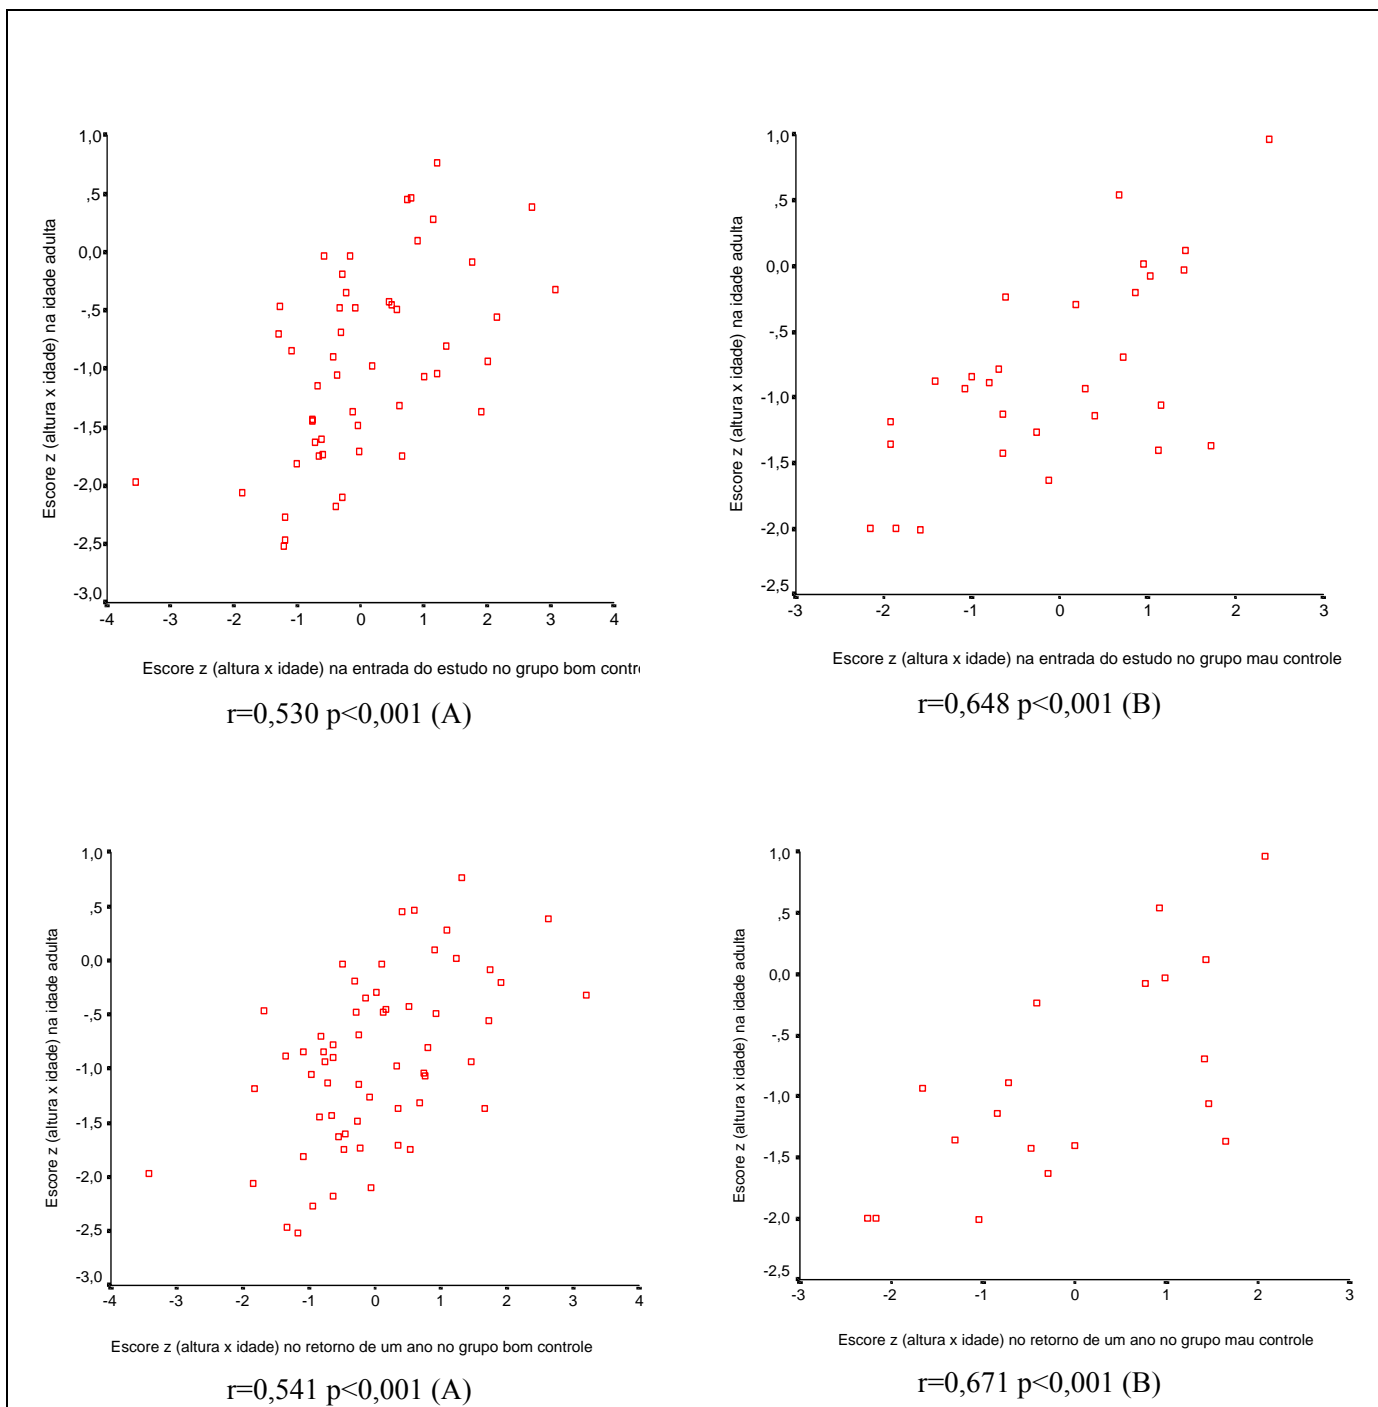 1,0
,5
0,0
-,5
-1,0
-1,5
-2,0
-2,5
-3,0
Escore z (altura x idade) na idade adulta
-4 -3 -2 -1 0 1 2 3 4
Escore z (altura x idade) na entrada do estudo no grupo bom contr
r=0,530 p<0,001 (A)
1,0
,5
0,0
-,5
-1,0
-1,5
-2,0
-2,5
Escore z (altura x idade) na idade adulta
-3 -2 -1 0 1 2 3
Escore z (altura x idade) na entrada do estudo no grupo mau controle
r=0,648 p<0,001 (B)
1,0
,5
0,0
-,5
-1,0
-1,5
-2,0
-2,5
-3,0
Escore z (altura x idade) na idade adulta
-4 -3 -2 -1 0 1 2 3 4
Escore z (altura x idade) no retorno de um ano no grupo bom controle
r=0,541 p<0,001 (A)
1,0
,5
0,0
-,5
-1,0
-1,5
-2,0
-2,5
Escore z (altura x idade) na idade adulta
-3 -2 -1 0 1 2 3
Escore z (altura x idade) no retorno de um ano no grupo mau controle
r=0,671 p<0,001 (B)